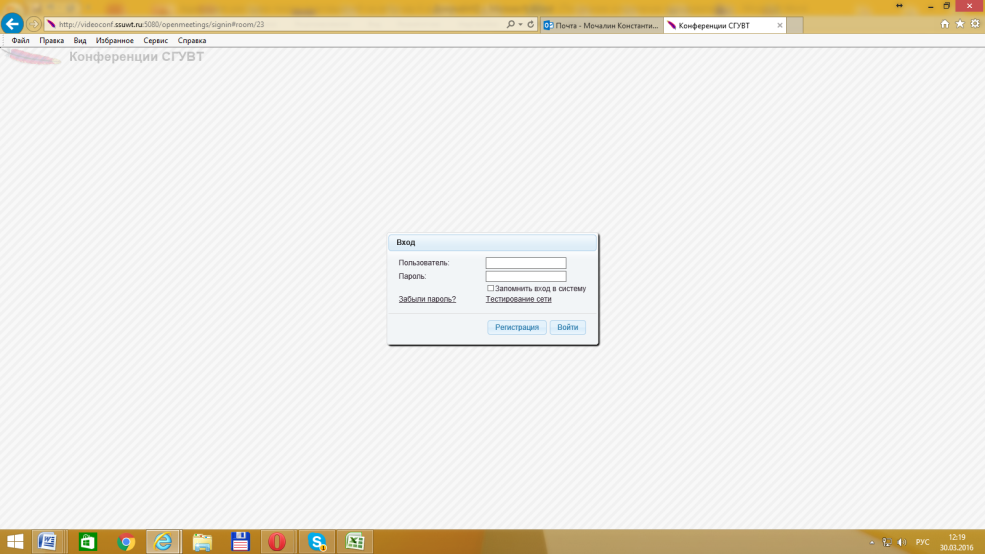 http://videoconf.ssuwt.ru:5080/openmeetings/signin#room/23
Почта - Мочалин Константи...
Конференции СГУВТ
Файл Правка Вид Избранное Сервис Справка
Конференции СГУВТ
Вход
Пользователь:
Пароль:
Запомнить вход в систему
Забыли пароль? Тестирование сети
Регистрация Войти
РУС
12:19
30.03.2016